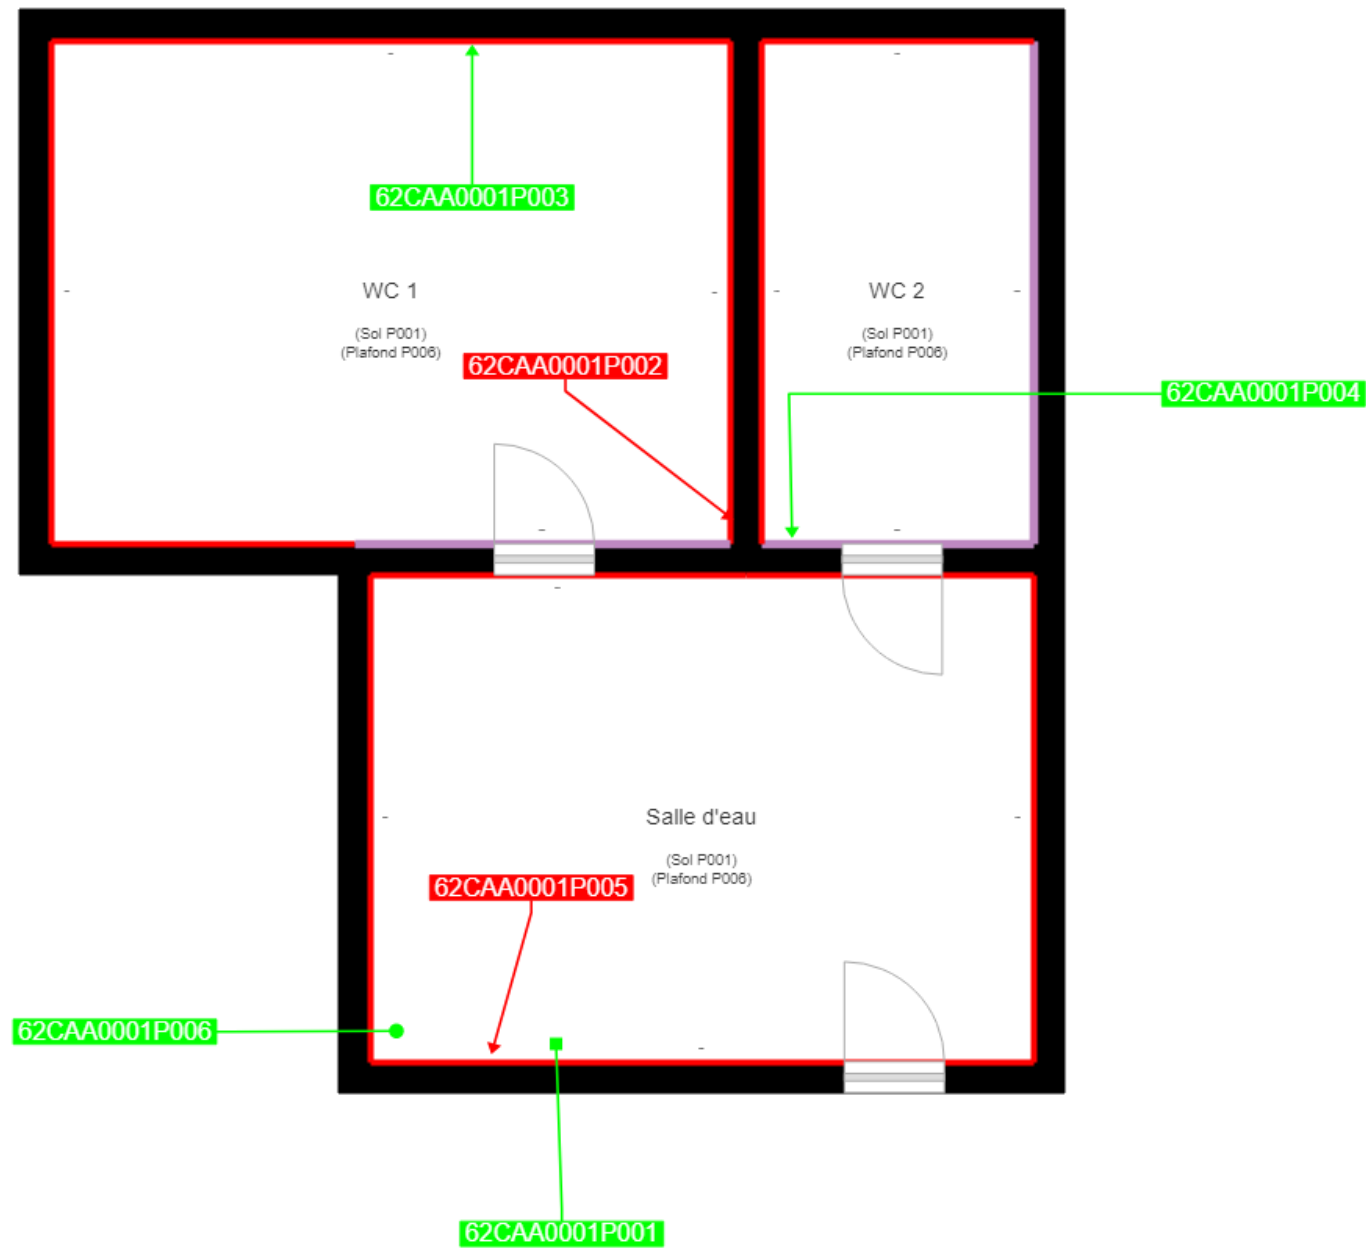 62CAA0001P003
WC 1
(Sol P001)
(Plafond P006)
WC 2
(Sol P001)
(Plafond P006)
62CAA0001P002
62CAA0001P004
Salle d'eau
(Sol P001)
(Plafond P006)
62CAA0001P005
62CAA0001P006
62CAA0001P001